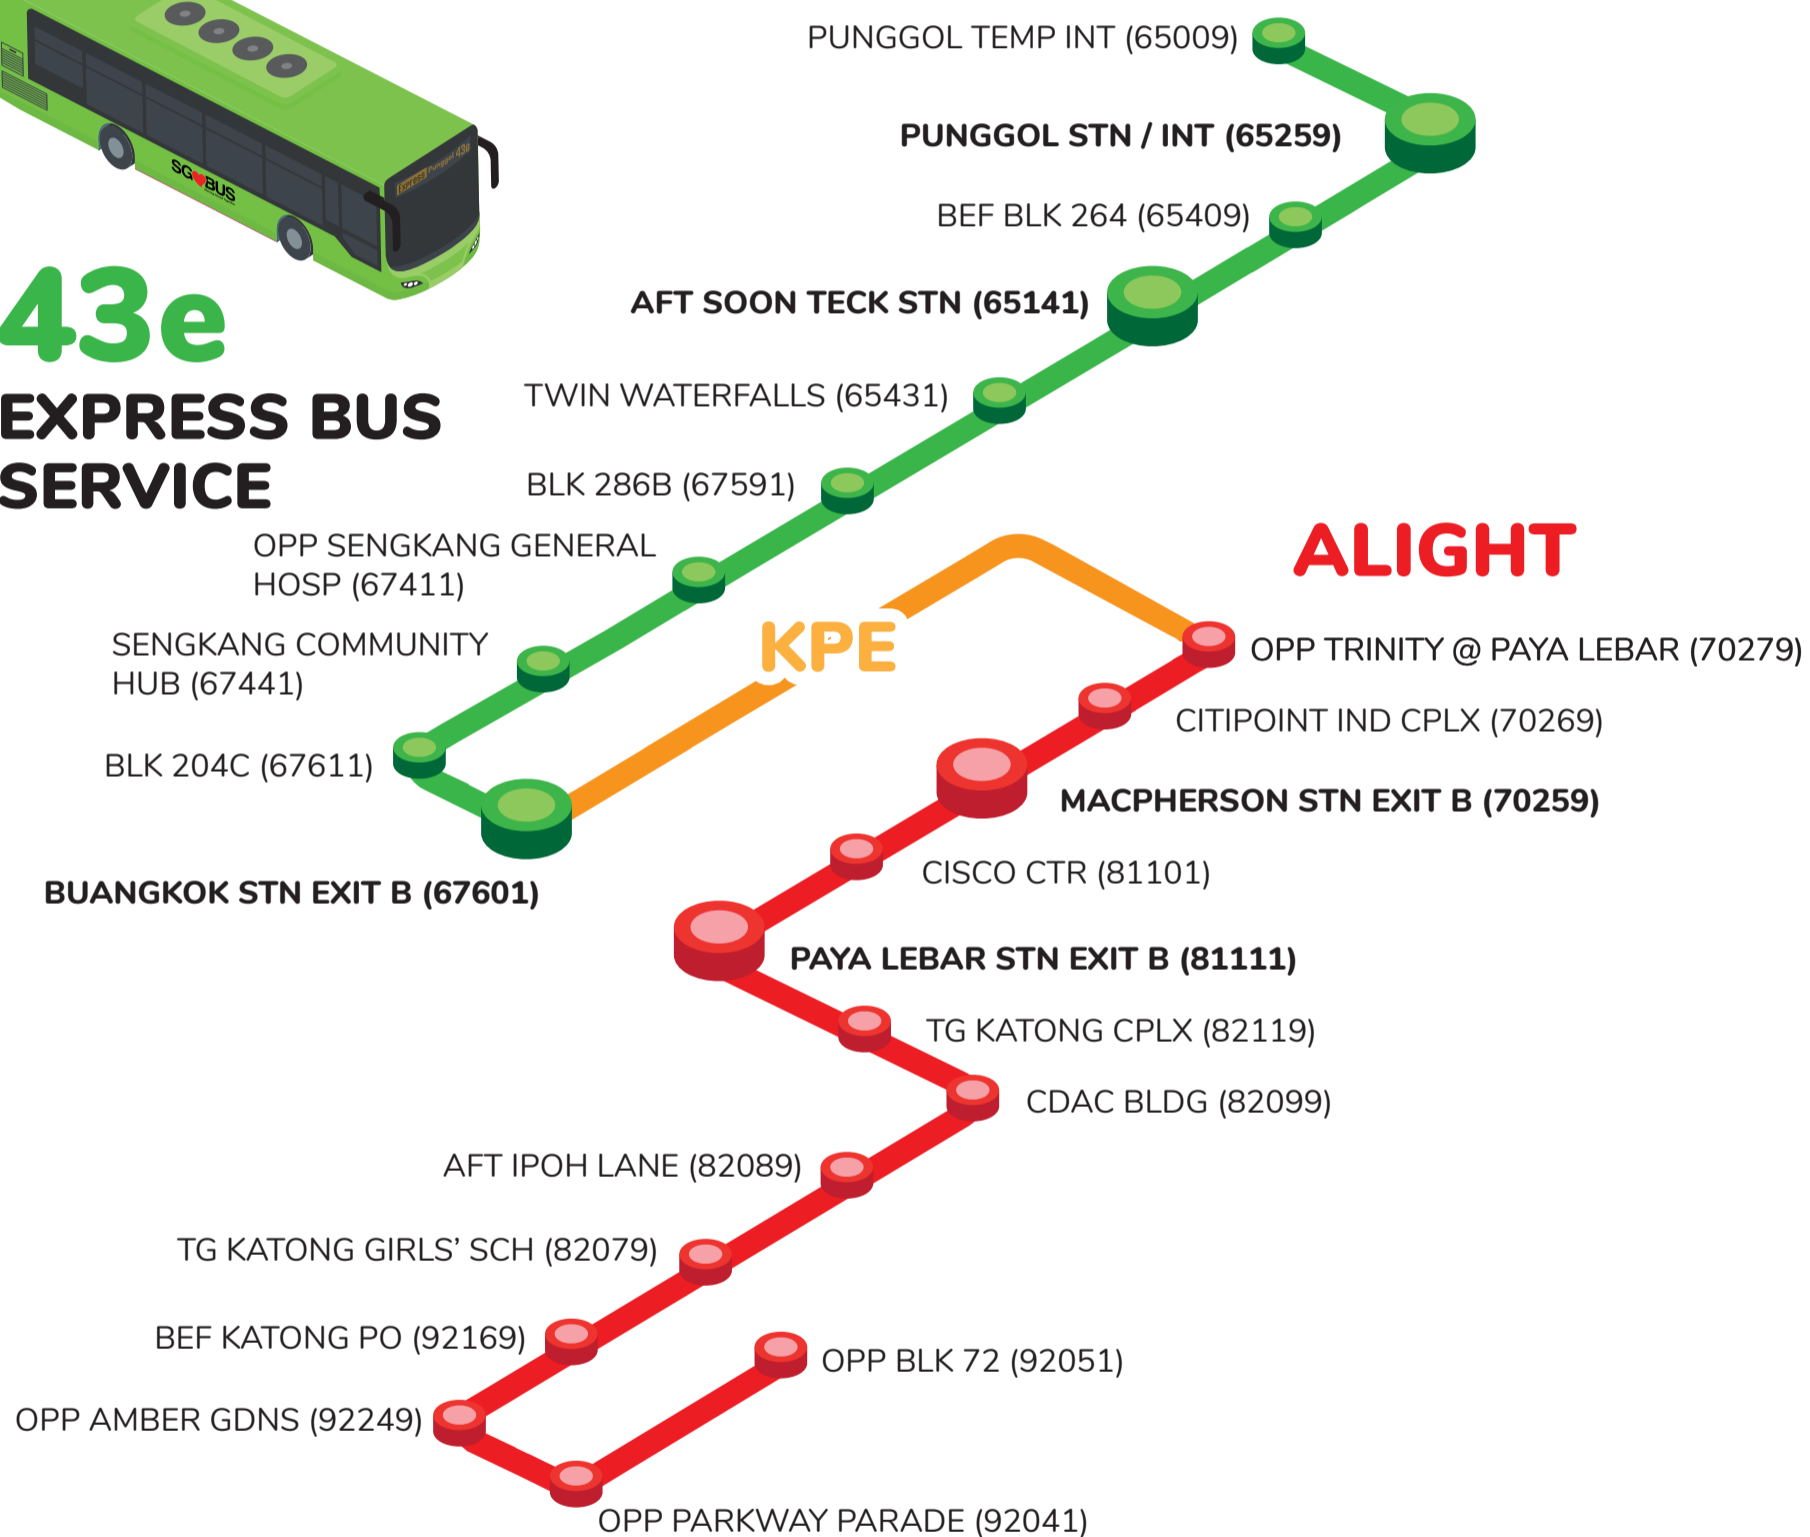 PUNGGOL TEMP INT (65009)
PUNGGOL STN / INT (65259)
BEF BLK 264 (65409)
AFT SOON TECK STN (65141)
TWIN WATERFALLS (65431)
BLK 286B (67591)
OPP SENGKANG GENERAL
HOSP (67411)
SENGKANG COMMUNITY
HUB (67441)
BLK 204C (67611)
BUANGKOK STN EXIT B (67601)
EXPRESS Punggol 43e
SG BUS
43e
EXPRESS BUS
SERVICE
KPE
ALIGHT
OPP TRINITY @ PAYA LEBAR (70279)
CITIPOINT IND CPLX (70269)
MACPHERSON STN EXIT B (70259)
CISCO CTR (81101)
PAYA LEBAR STN EXIT B (81111)
TG KATONG CPLX (82119)
CDAC BLDG (82099)
AFT IPOH LANE (82089)
TG KATONG GIRLS’ SCH (82079)
BEF KATONG PO (92169)
OPP AMBER GDNS (92249)
OPP PARKWAY PARADE (92041)
OPP BLK 72 (92051)